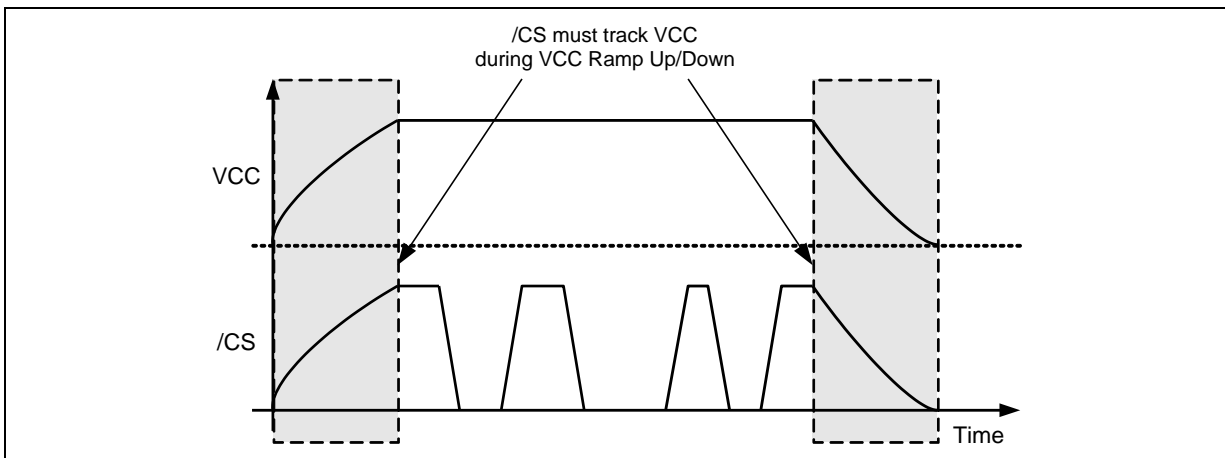 /CS must track VCC
during VCC Ramp Up/Down
VCC
/CS
Time